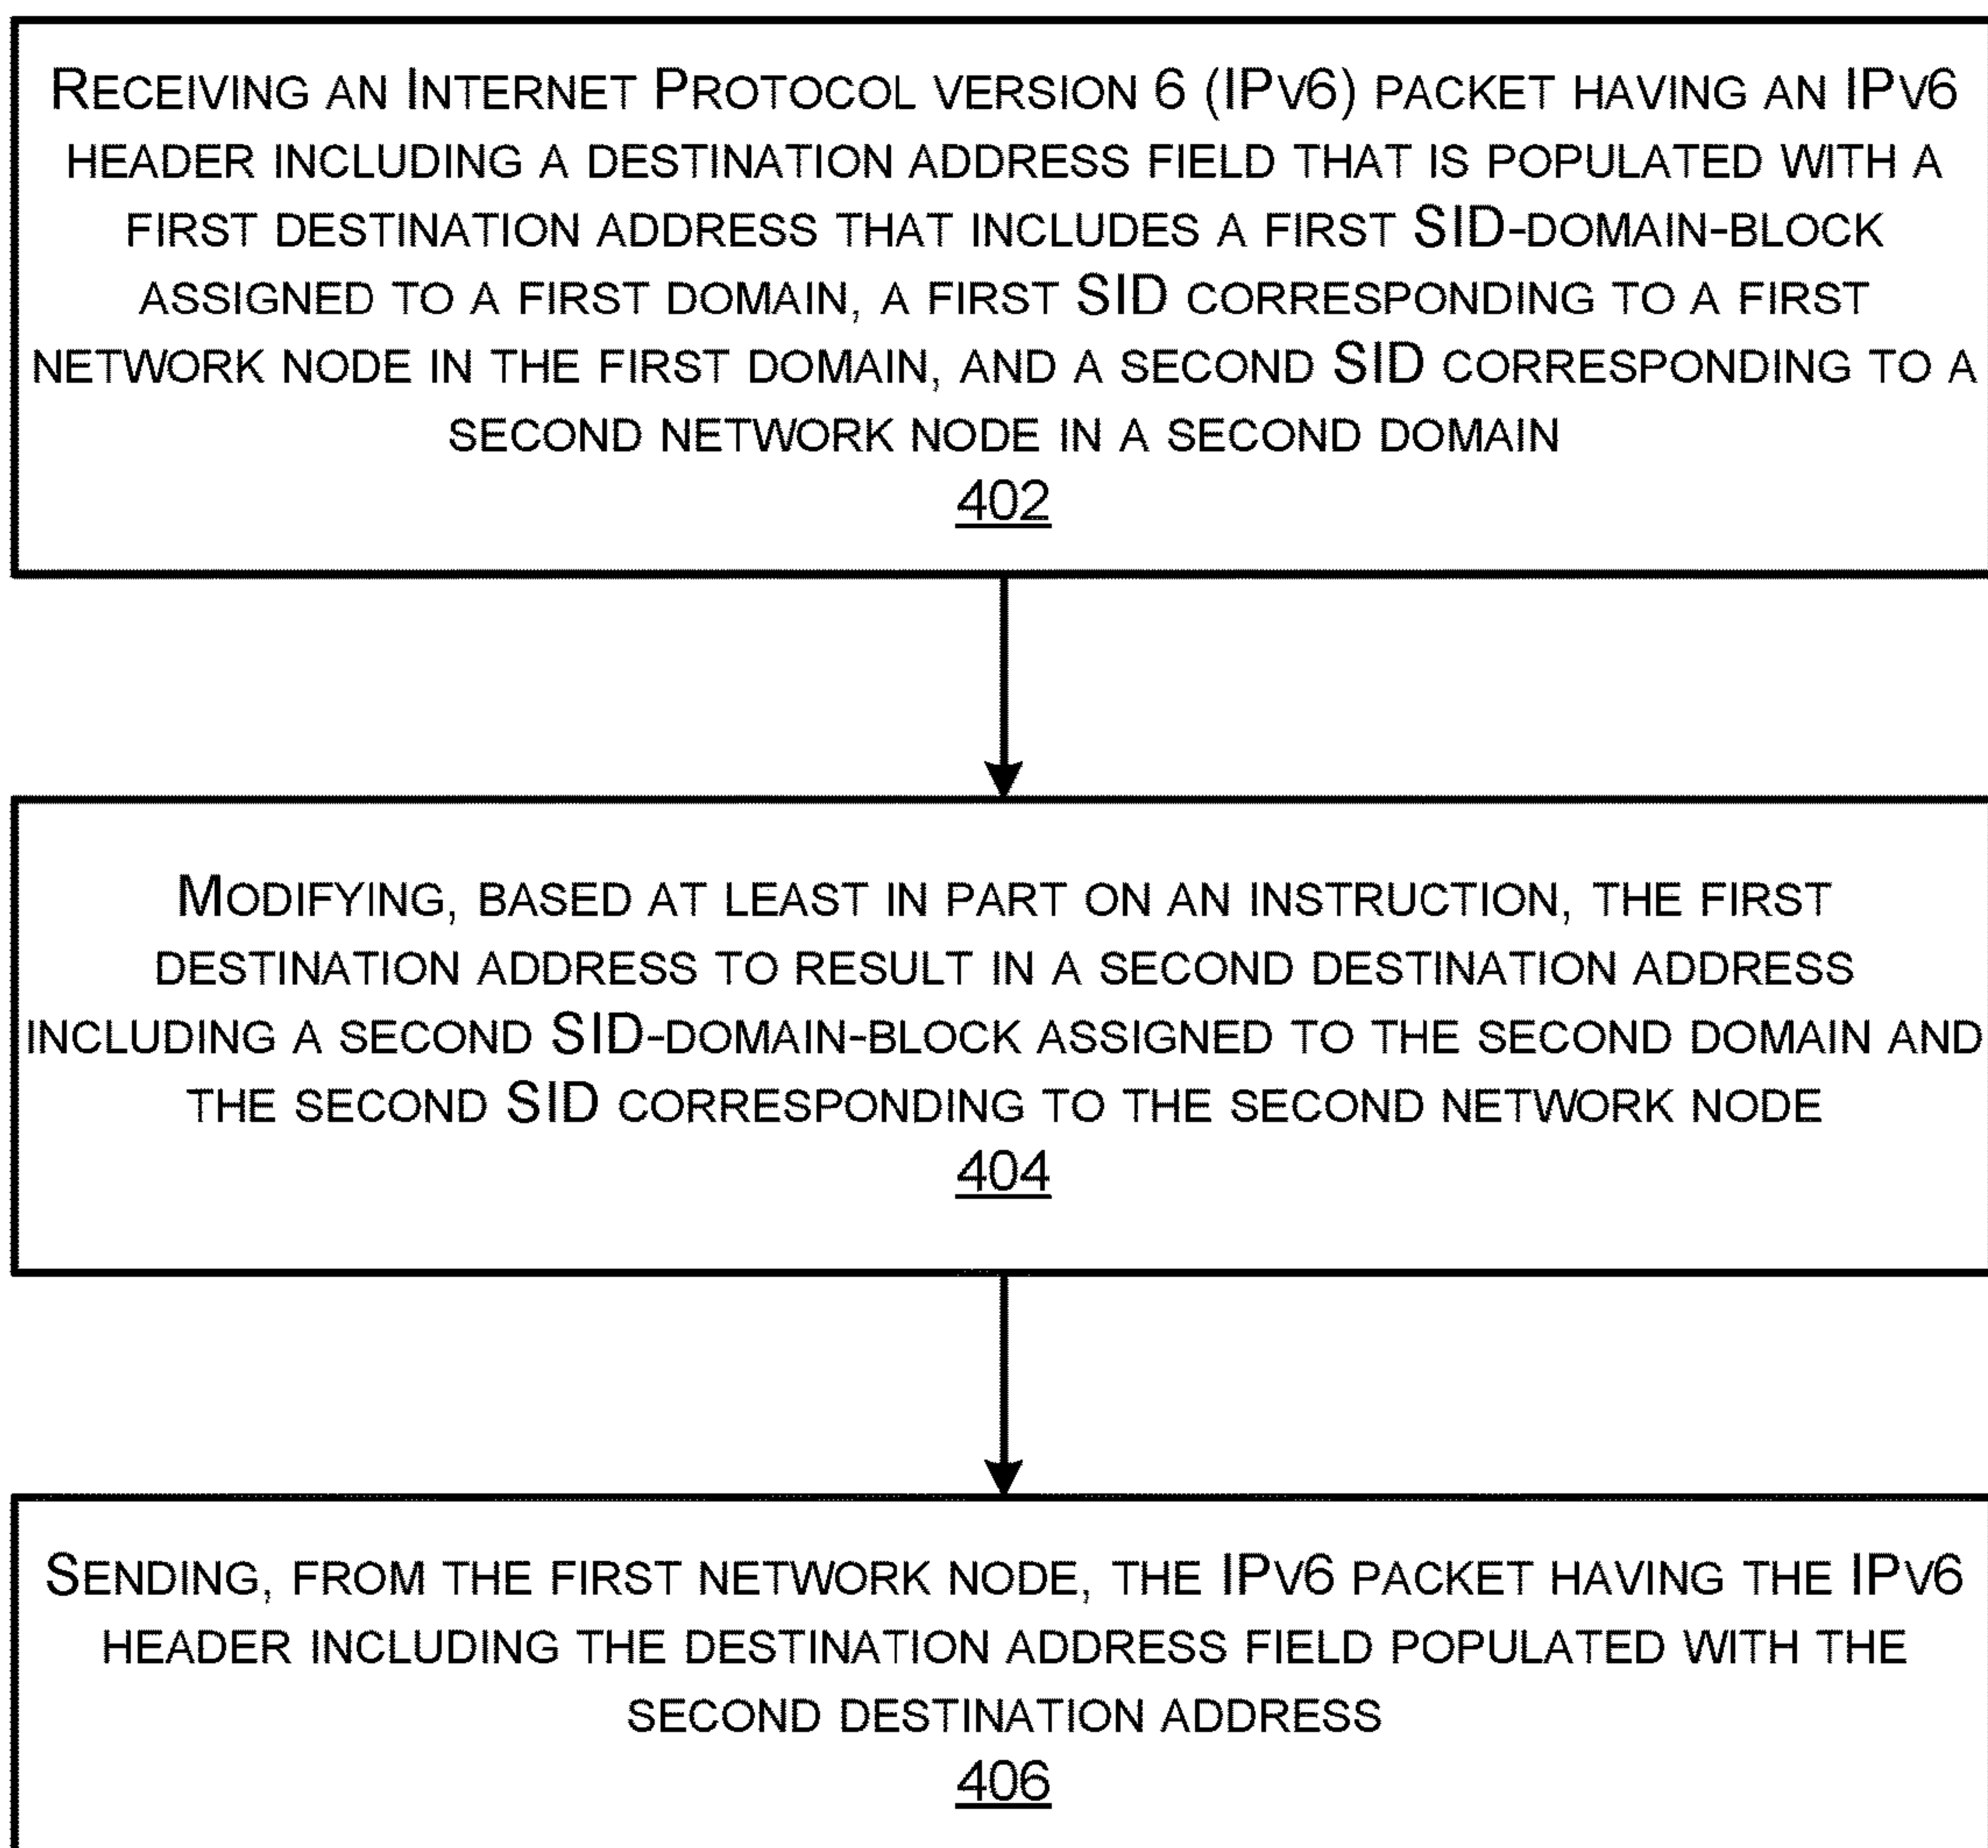 RECEIVING AN INTERNET PROTOCOL VERSION 6 (IPV6) PACKET HAVING AN IPV6
HEADER INCLUDING A DESTINATION ADDRESS FIELD THAT IS POPULATED WITH A
FIRST DESTINATION ADDRESS THAT INCLUDES A FIRST SID-DOMAIN-BLOCK
ASSIGNED TO A FIRST DOMAIN, A FIRST SID CORRESPONDING TO A FIRST
NETWORK NODE IN THE FIRST DOMAIN, AND A SECOND SID CORRESPONDING TO A
SECOND NETWORK NODE IN A SECOND DOMAIN
402
MODIFYING, BASED AT LEAST IN PART ON AN INSTRUCTION, THE FIRST
DESTINATION ADDRESS TO RESULT IN A SECOND DESTINATION ADDRESS
INCLUDING A SECOND SID-DOMAIN-BLOCK ASSIGNED TO THE SECOND DOMAIN AND
THE SECOND SID CORRESPONDING TO THE SECOND NETWORK NODE
404
SENDING, FROM THE FIRST NETWORK NODE, THE IPV6 PACKET HAVING THE IPV6
HEADER INCLUDING THE DESTINATION ADDRESS FIELD POPULATED WITH THE
SECOND DESTINATION ADDRESS
406